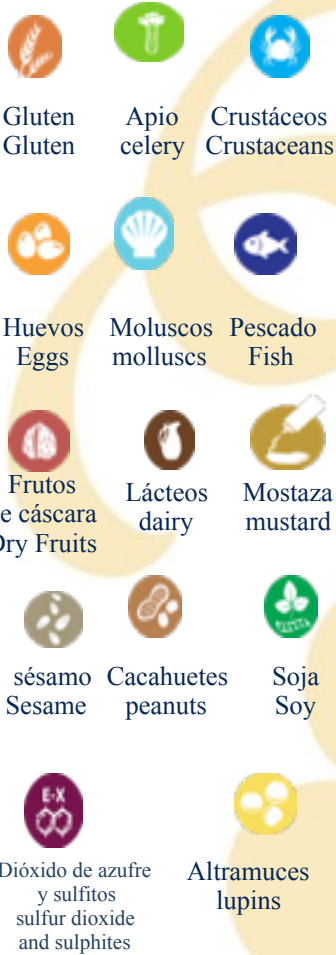 Gluten
Gluten
Apio
celery
Crustáceos
Crustaceans
Huevos
Eggs
Moluscos
molluscs
Pescado
Fish
Frutos
e cáscara
Dry Fruits
Lácteos
dairy
Mostaza
mustard
sésamo
Sesame
Cacahuetes
peanuts
Soja
Soy
E-X
Dióxido de azufre
y sulfitos
sulfur dioxide
and sulphites
Altramuces
lupins